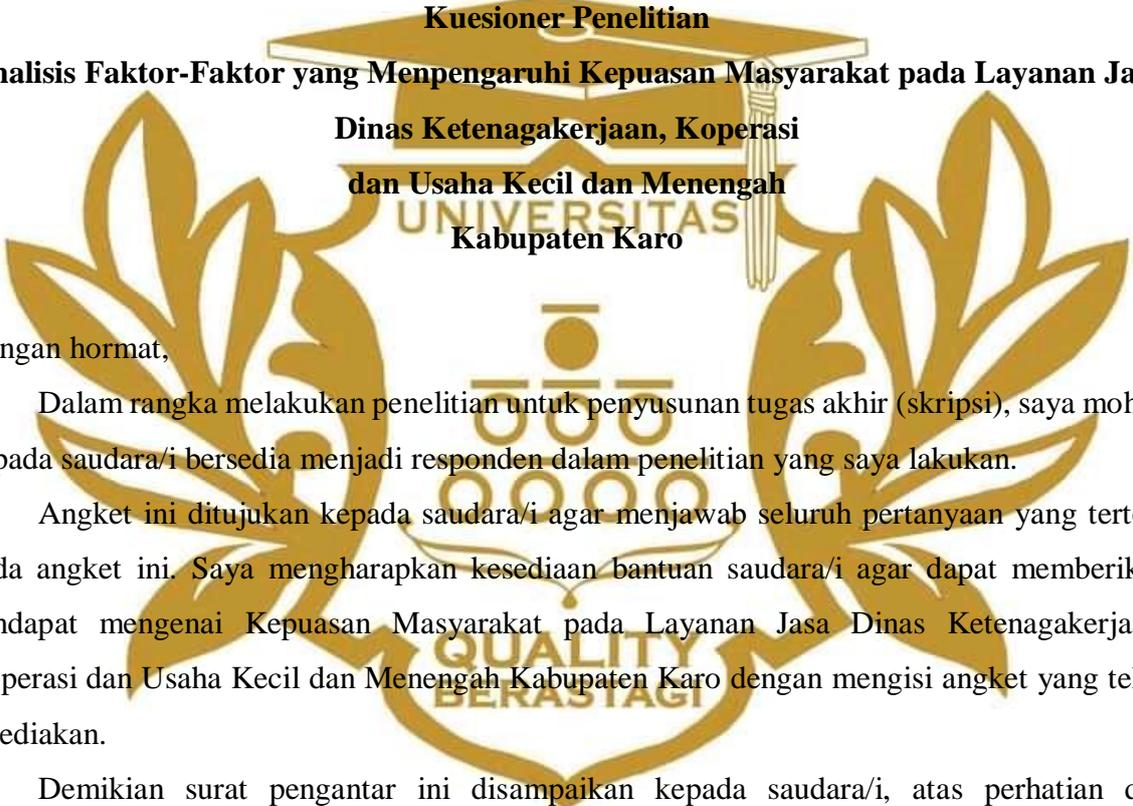 Kuesioner Penelitian
nalisis Faktor-Faktor yang Menpengaruhi Kepuasan Masyarakat pada Layanan Ja
Dinas Ketenagakerjaan, Koperasi
dan Usaha Kecil dan Menengah
UNIVERSITAS
Kabupaten Karo
ngan hormat,
Dalam rangka melakukan penelitian untuk penyusunan tugas akhir (skripsi), saya moh
pada saudara/i bersedia menjadi responden dalam penelitian yang saya lakukan.
Angket ini ditujukan kepada saudara/i agar menjawab seluruh pertanyaan yang terte
da angket ini. Saya mengharapkan kesediaan bantuan saudara/i agar dapat memberik
ndapat mengenai Kepuasan Masyarakat pada Layanan Jasa Dinas Ketenagakerja
QUALITY
perasi dan Usaha Kecil dan Menengah Kabupaten Karo dengan mengisi angket yang tel
BERASTAGI
ediakan.
Demikian surat pengantar ini disampaikan kepada saudara/i, atas perhatian d